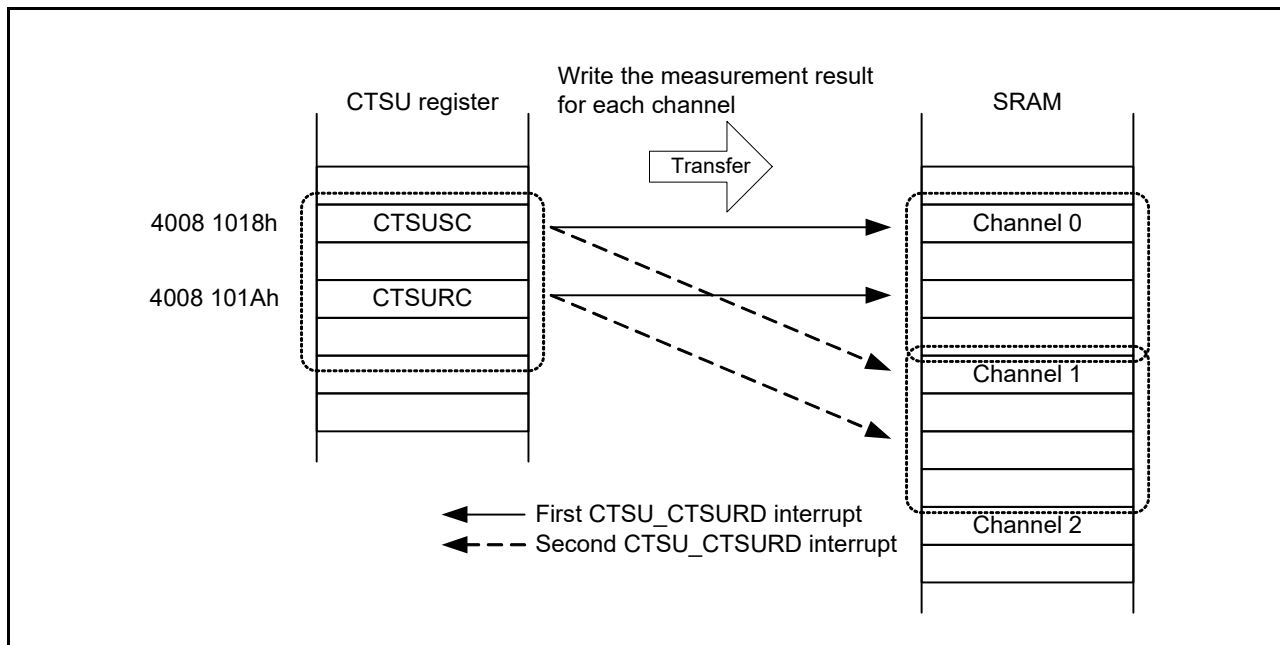 Write the measurement result
for each channel
CTSU register
SRAM
Transfer
4008 1018h
CTSUSC
Channel 0
4008 101Ah
CTSURC
Channel 1
First CTSU_CTSURD interrupt
Second CTSU_CTSURD interrupt
Channel 2